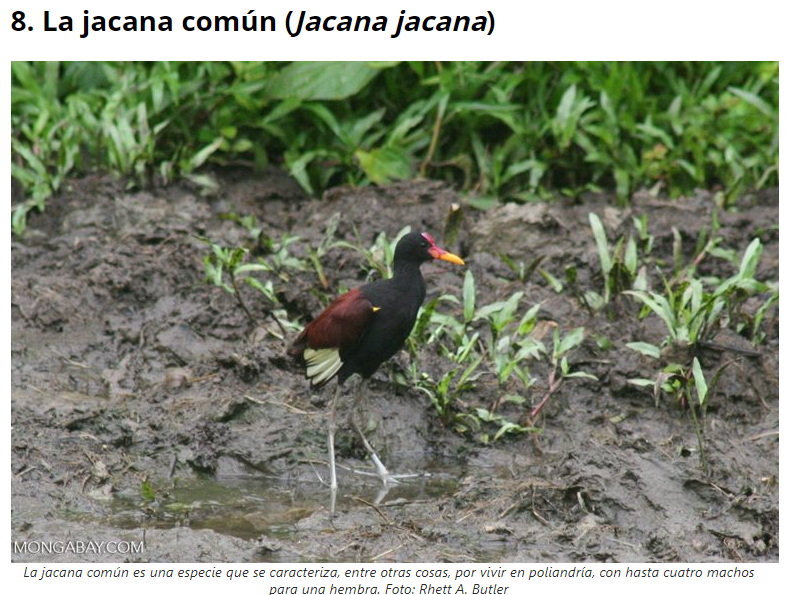 8. La jacana común (Jacana jacana)
MONGABAY.COM
La jacana común es una especie que se caracteriza, entre otras cosas, por vivir en poliandría, con hasta cuatro machos
para una hembra. Foto: Rhett A. Butler